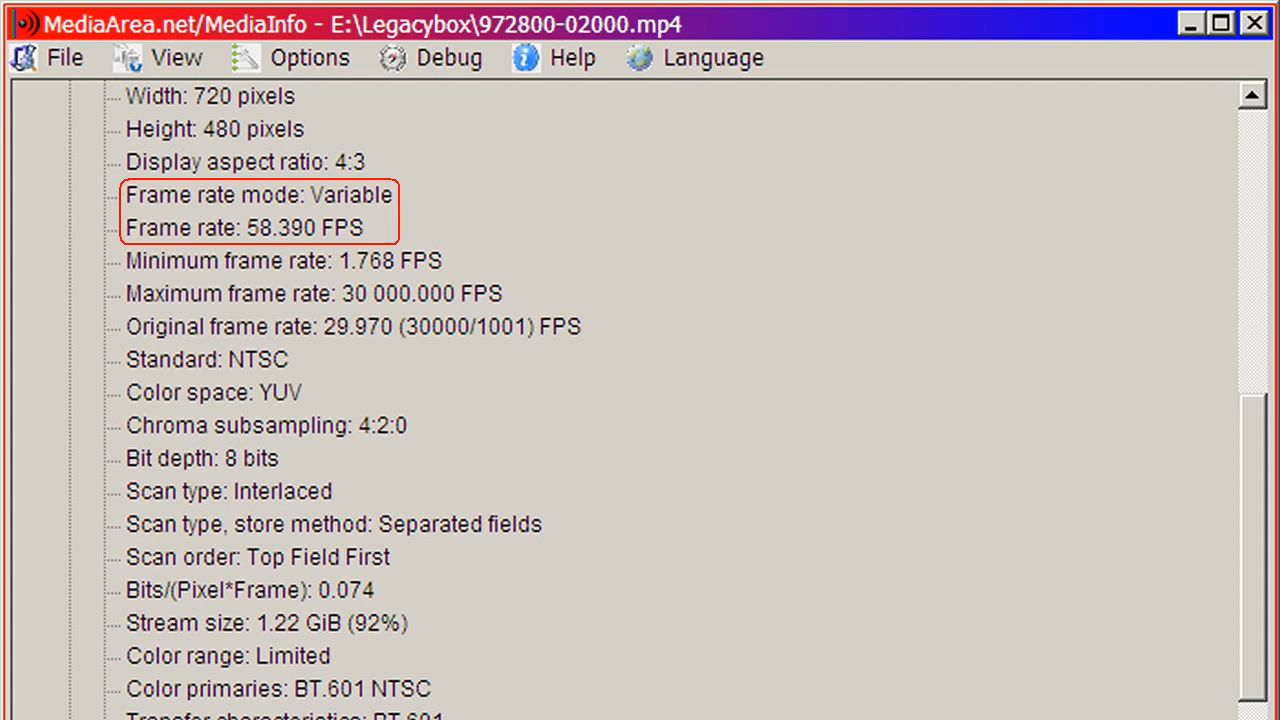 MediaArea.net/MediaInfo - E:\Legacybox\972800-02000.mp4
File View Options Debug Help Language
Width: 720 pixels
Height: 480 pixels
Display aspect ratio: 4:3
Frame rate mode: Variable
Frame rate: 58.390 FPS
Minimum frame rate: 1.768 FPS
Maximum frame rate: 30 000.000 FPS
Original frame rate: 29.970 (30000/1001) FPS
Standard: NTSC
Color space: YUV
Chroma subsampling: 4:2:0
Bit depth: 8 bits
Scan type: Interlaced
Scan type, store method: Separated fields
Scan order: Top Field First
Bits/(Pixel*Frame): 0.074
Stream size: 1.22 GiB (92%)
Color range: Limited
Color primaries: BT.601 NTSC
Transfer characteristics: BT.601